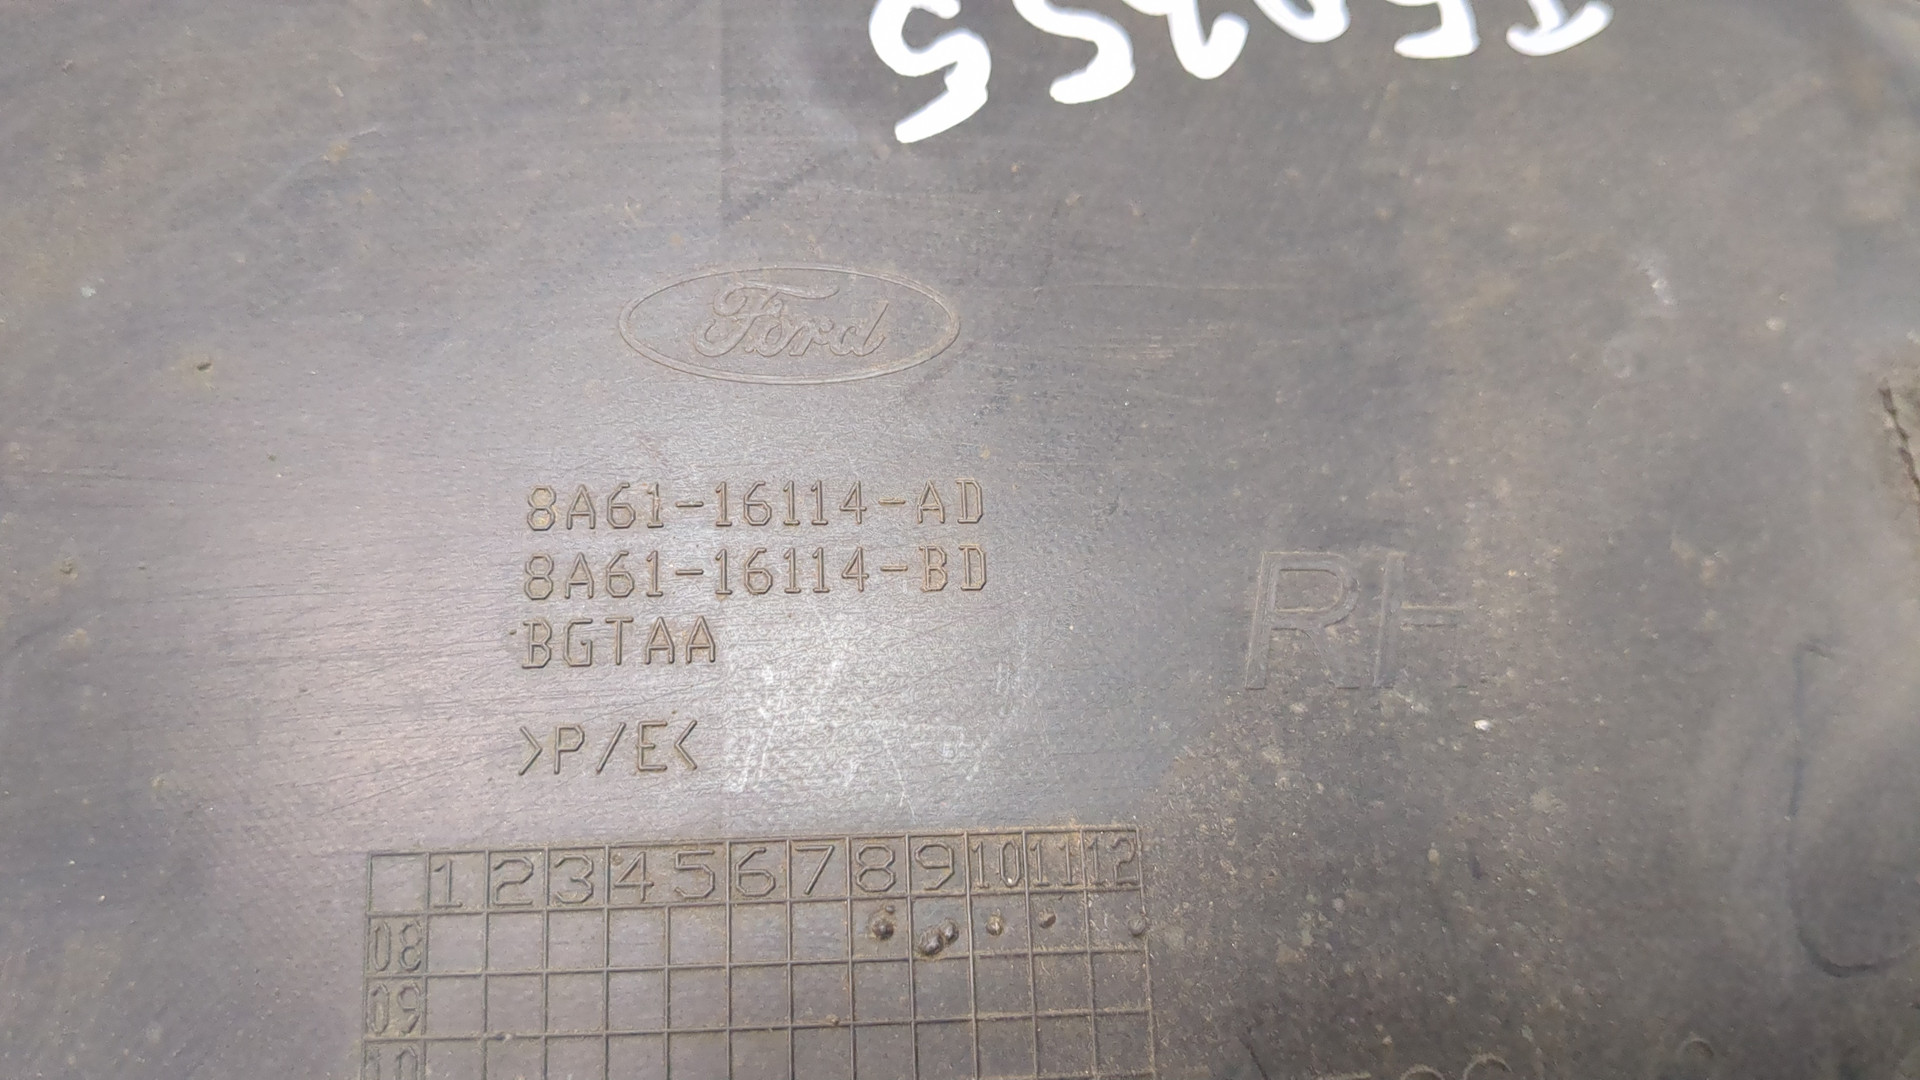 Ford
8A61-16114-AD
8A61-16114-BD
BGTAA
RH
>P/E<
1 2 3 4 5 6 7 8 9 10 11 12
08
09
10